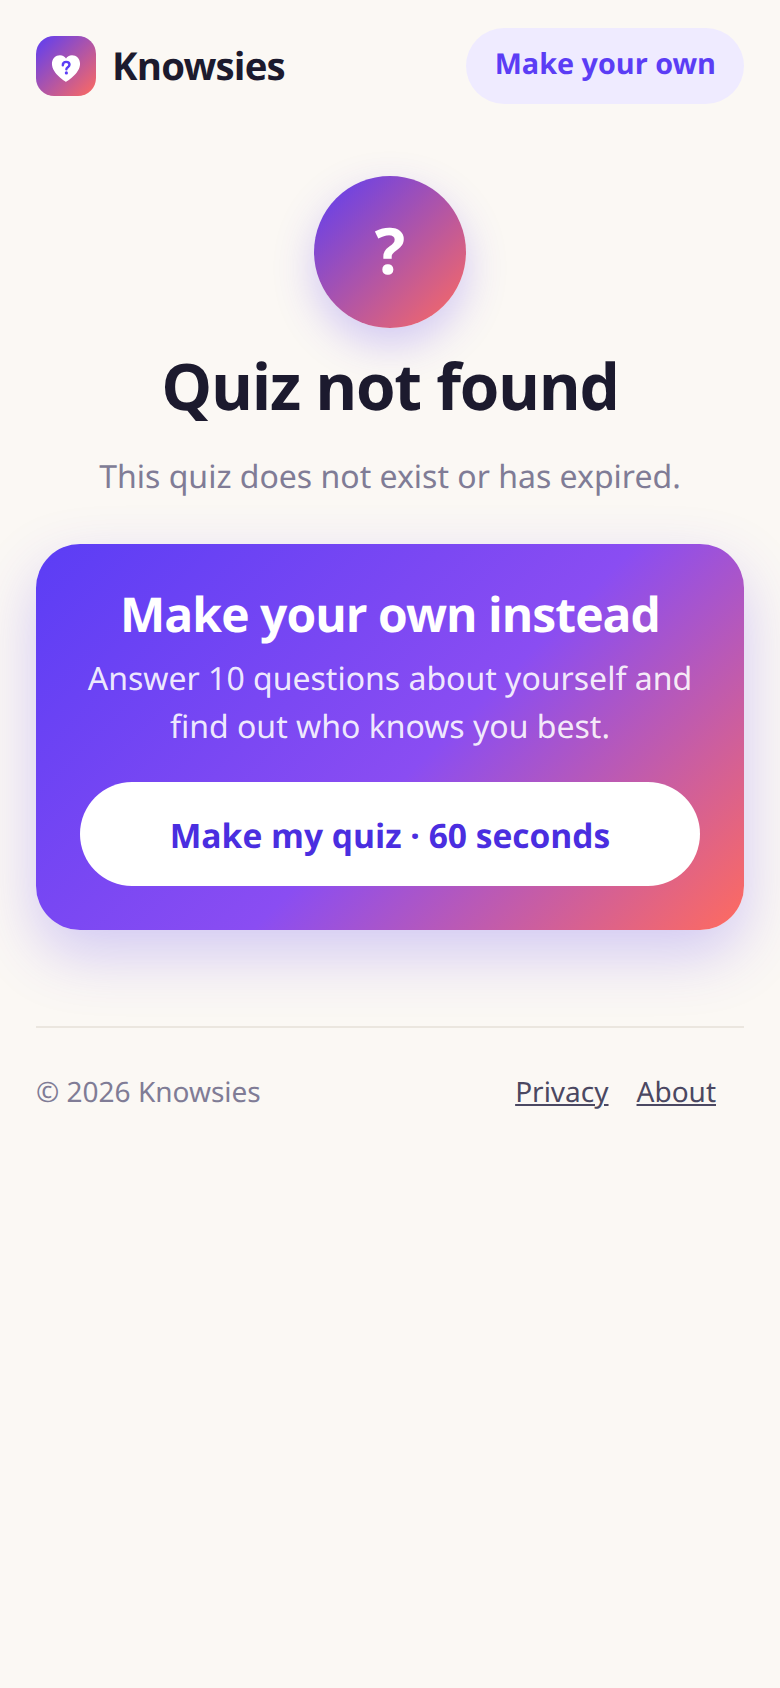 ?
Knowsies
Make your own
?
Quiz not found
This quiz does not exist or has expired.
Make your own instead
Answer 10 questions about yourself and
find out who knows you best.
Make my quiz · 60 seconds
© 2026 Knowsies
Privacy
About